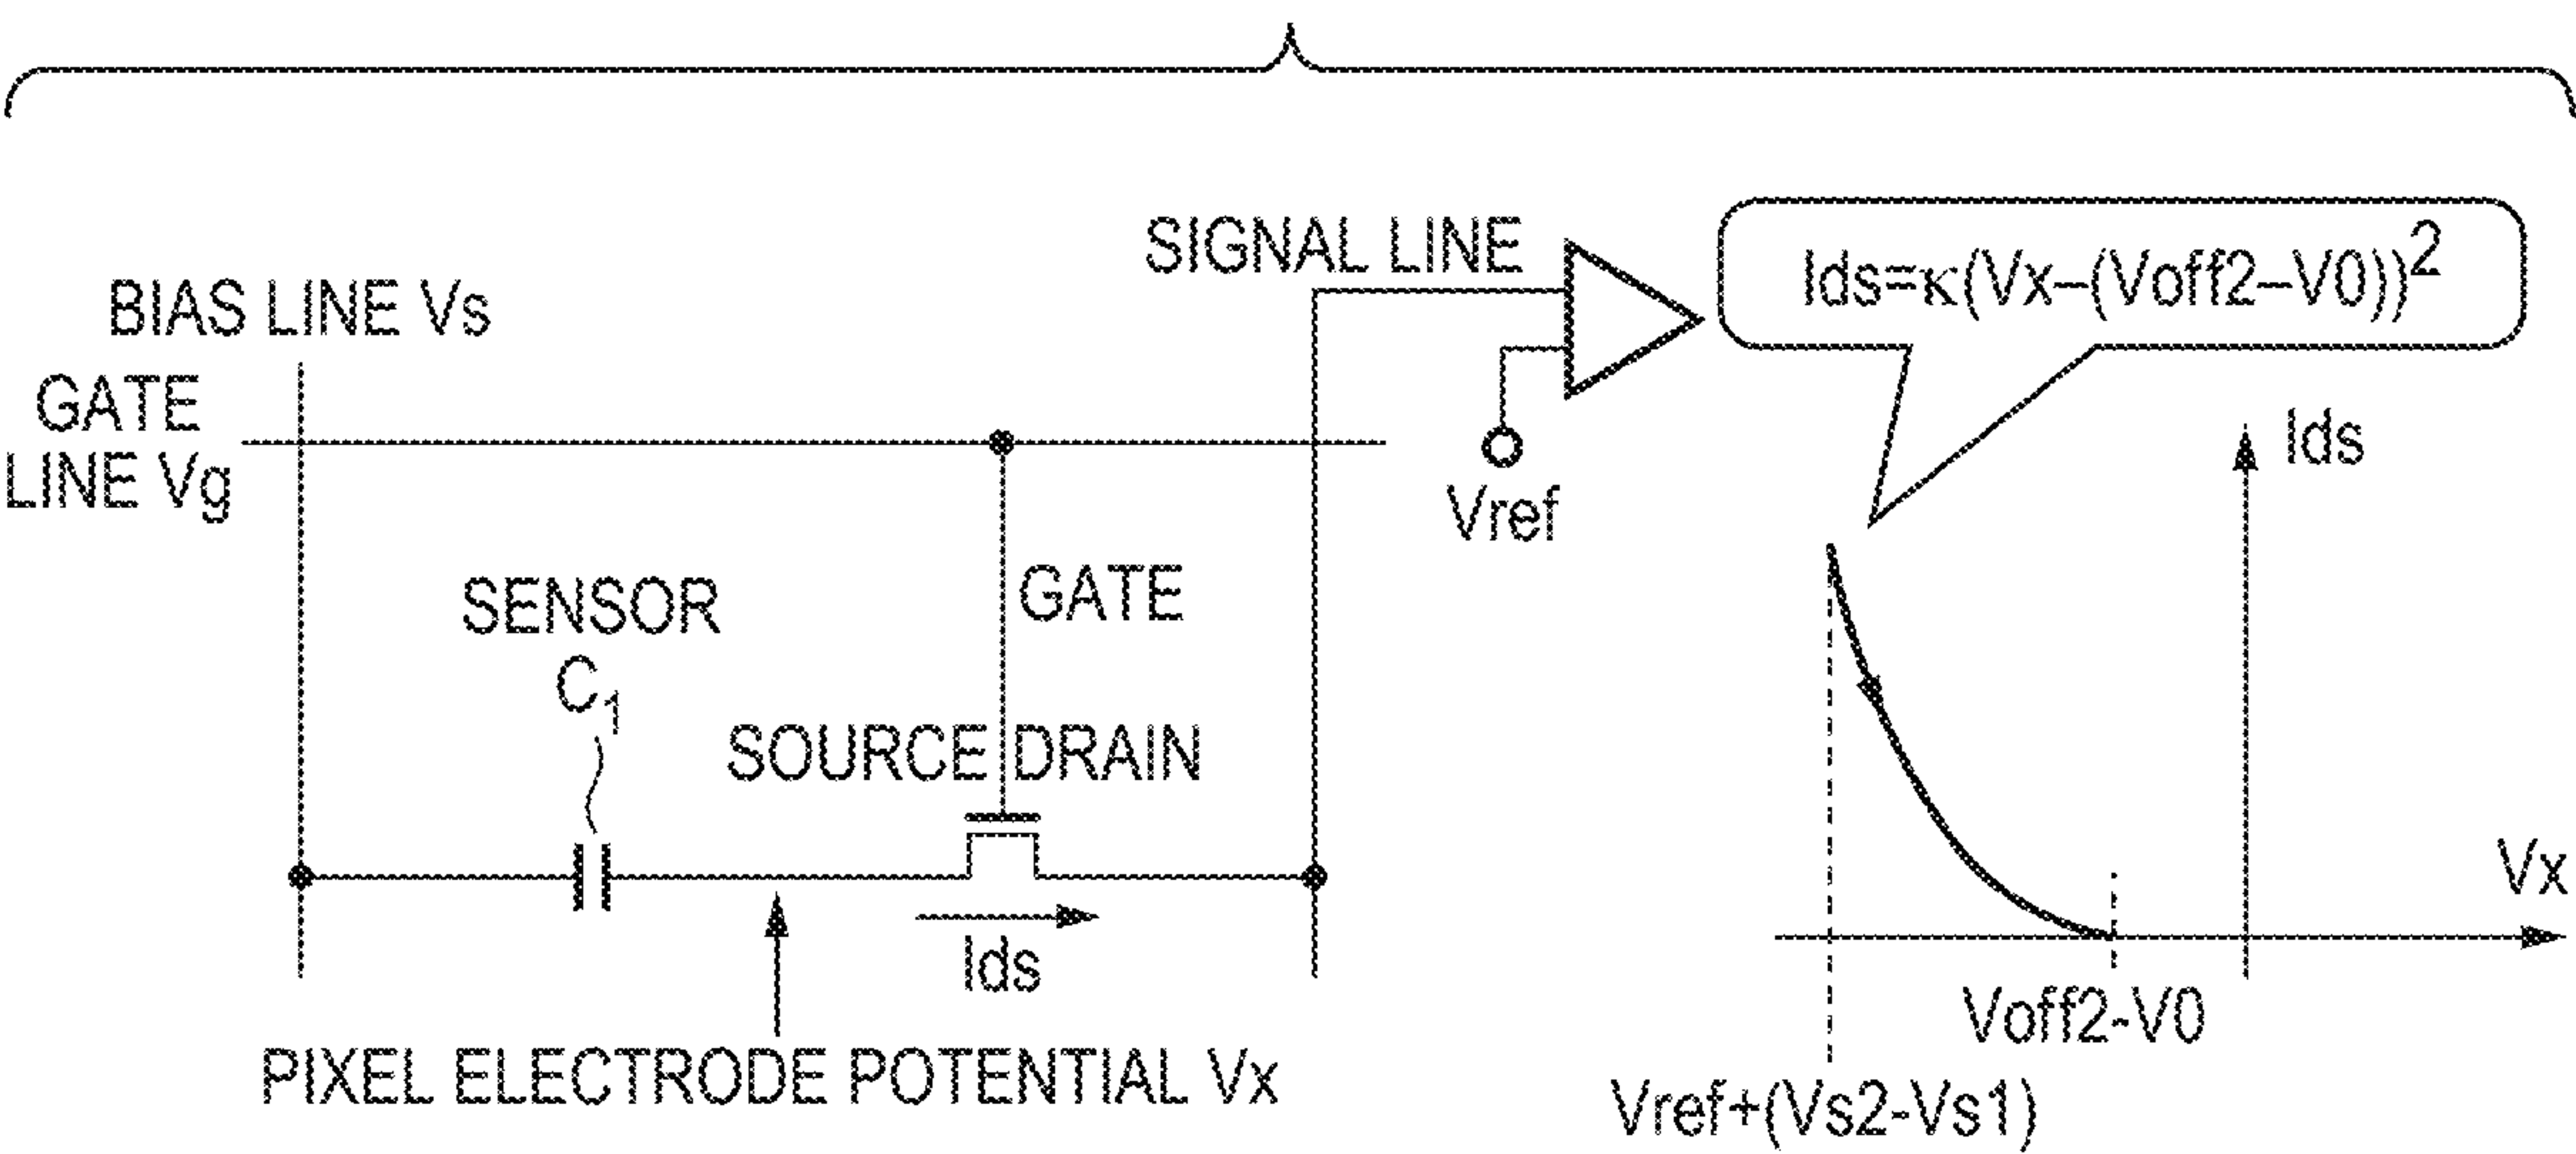 BIAS LINE Vs
GATE
LINE Vg
SIGNAL LINE
Vref
Ids=κ(Vx–(Voff2–V0))²
Ids
SENSOR
C₁
GATE
SOURCE DRAIN
Ids
PIXEL ELECTRODE POTENTIAL Vx
Vx
Voff2-V0
Vref+(Vs2-Vs1)